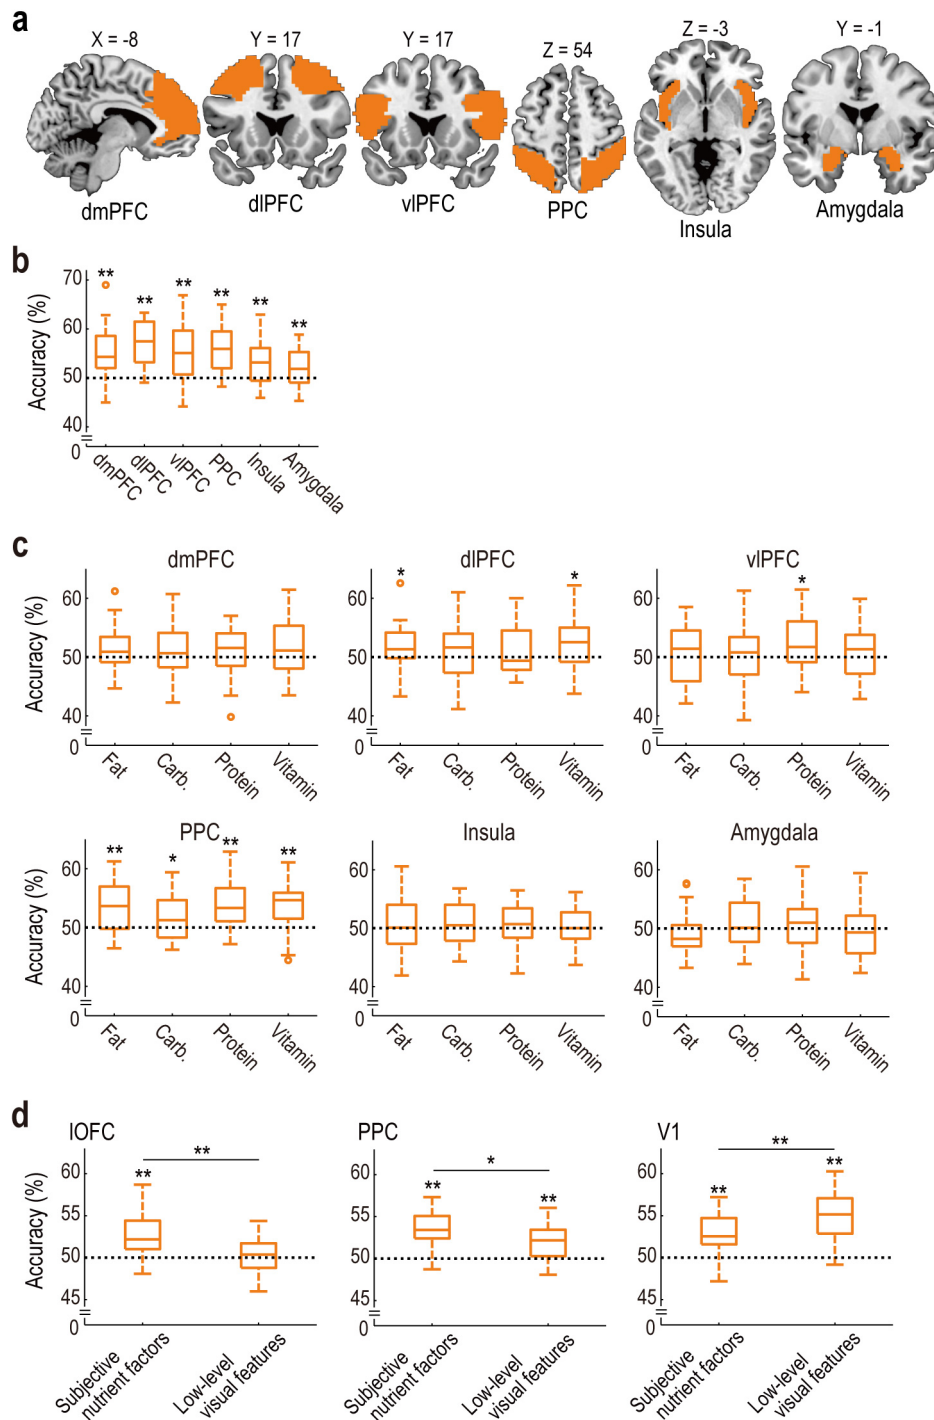 a
X = -8
Y = 17
Y = 17
Z = 54
Z = -3
Y = -1
dmPFC
dlPFC
vlPFC
PPC
Insula
Amygdala
b
Accuracy (%)
70
60
50
40
0
** ** ** ** ** **
dmPFC
dlPFC
vlPFC
PPC
Insula
Amygdala
c
dmPFC
Accuracy (%)
60
50
40
0
Fat
Carb.
Protein
Vitamin
dlPFC
* *
60
50
40
0
Fat
Carb.
Protein
Vitamin
vlPFC
*
60
50
40
0
Fat
Carb.
Protein
Vitamin
PPC
** * ** **
Accuracy (%)
60
50
40
0
Fat
Carb.
Protein
Vitamin
Insula
60
50
40
0
Fat
Carb.
Protein
Vitamin
Amygdala
60
50
40
0
Fat
Carb.
Protein
Vitamin
d
lOFC
**
**
Accuracy (%)
60
55
50
45
0
Subjective
nutrient factors
Low-level
visual features
PPC
*
** **
60
55
50
45
0
Subjective
nutrient factors
Low-level
visual features
V1
**
** **
60
55
50
45
0
Subjective
nutrient factors
Low-level
visual features